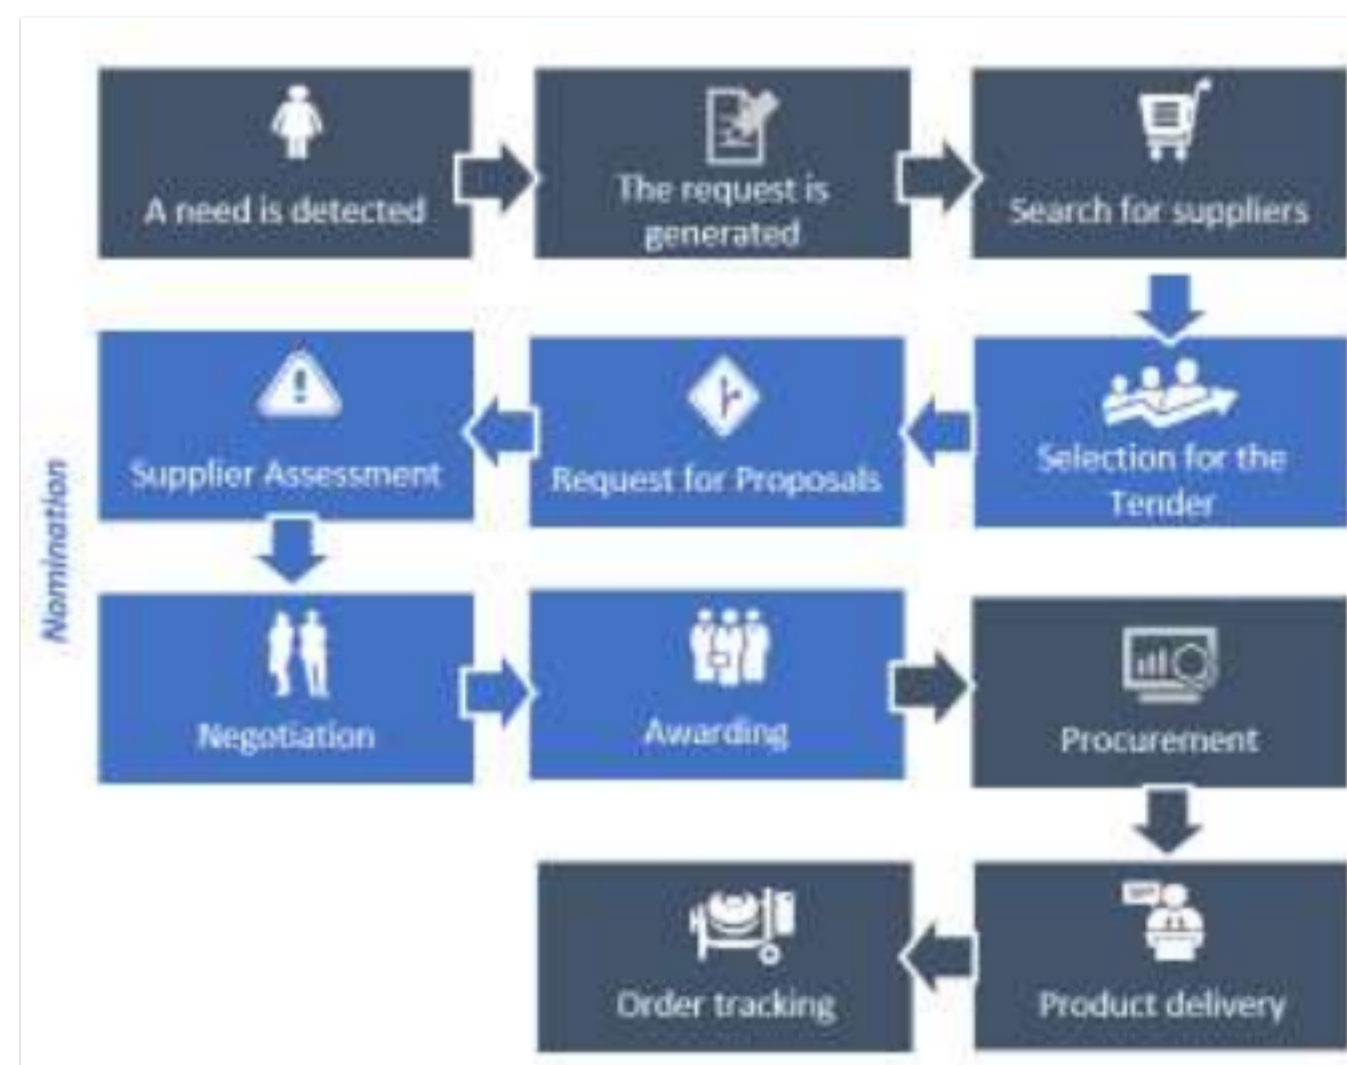 A need is detected
The request is
generated
Search for suppliers
Supplier Assessment
Request for Proposals
Selection for the
Tender
Nomination
Negotiation
Awarding
Procurement
Order tracking
Product delivery